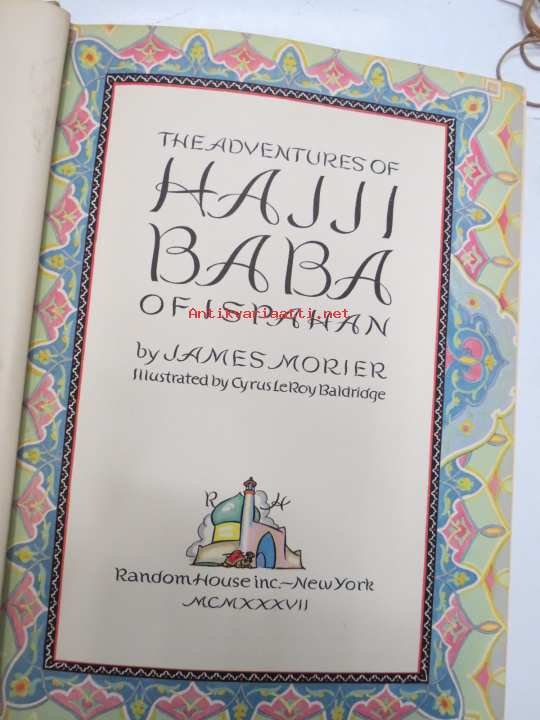 THE ADVENTURES OF
HAJJI
BABA
OF ISPAHAN
Antikvariaatti.net
by JAMES MORIER
Illustrated by Cyrus LeRoy Baldridge
R H
Random House inc.~New York
MCMXXXVII